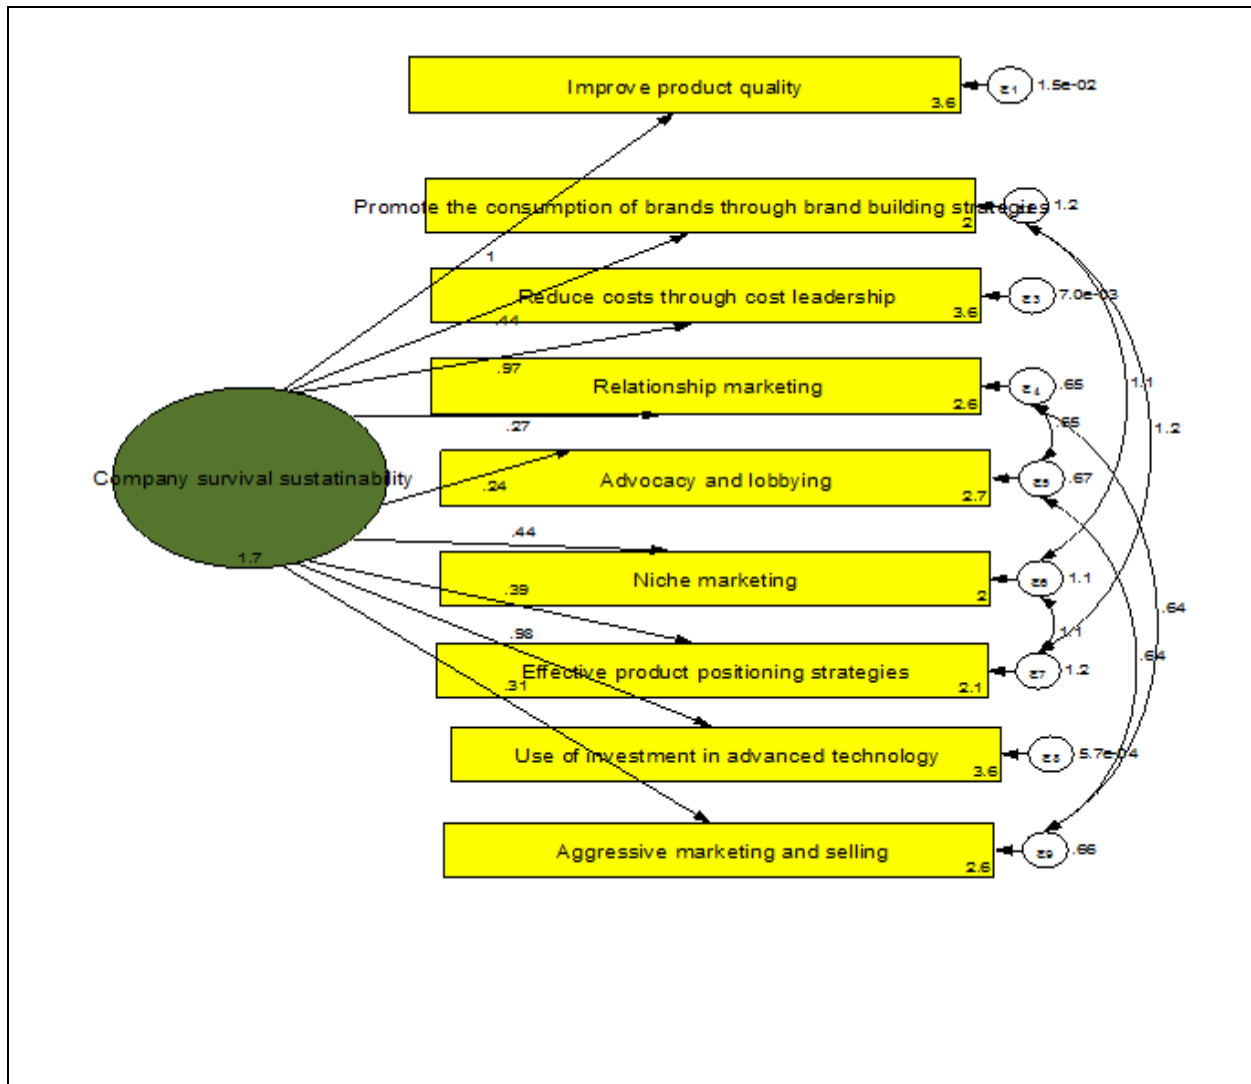 Improve product quality
3.6
ε1
1.5e-02
Promote the consumption of brands through brand building strategies
2
1.2
1
Reduce costs through cost leadership
3.6
ε3
7.0e-03
.44
.97
Relationship marketing
2.6
ε4
.65
1.1
1.2
.27
.65
Company survival sustatinability
1.7
Advocacy and lobbying
2.7
ε5
.67
.24
.44
Niche marketing
2
ε6
1.1
.39
.64
1.1
.98
.64
Effective product positioning strategies
2.1
ε7
1.2
.31
Use of investment in advanced technology
3.6
ε8
5.7e-04
Aggressive marketing and selling
2.6
ε9
.66